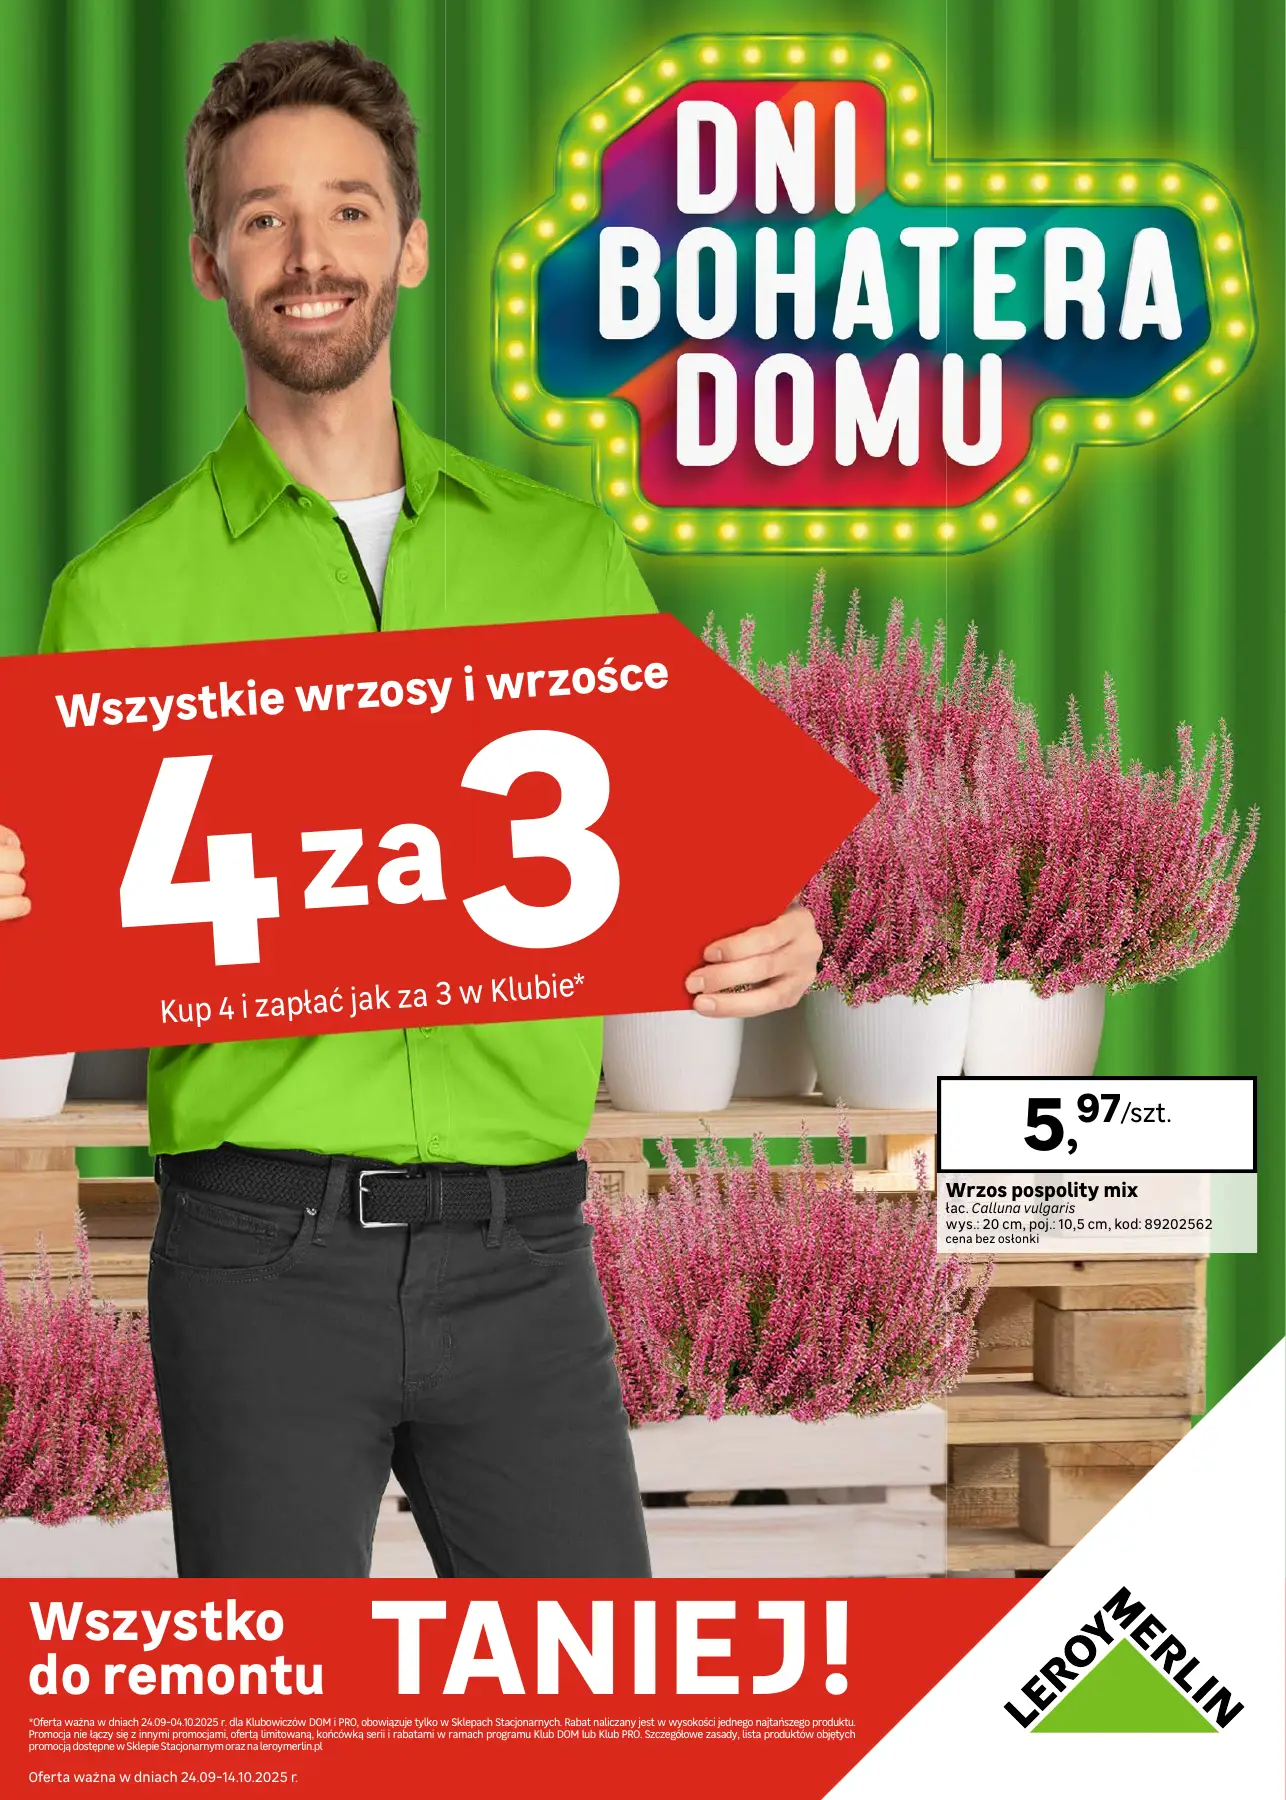 DNI
BOHATERA
DOMU
Wszystkie wrzosy i wrzośce
4 za 3
Kup 4 i zapłać jak za 3 w Klubie*
5,97/szt.
Wrzos pospolity mix
łac. Calluna vulgaris
wys.: 20 cm, poj.: 10,5 cm, kod: 89202562
cena bez osłonki
Wszystko
do remontu
TANIEJ!
*Oferta ważna w dniach 24.09-04.10.2025 r. dla Klubowiczów DOM i PRO, obowiązuje tylko w Sklepach Stacjonarnych. Rabat naliczany jest w wysokości jednego najtańszego produktu.
Promocja nie łączy się z innymi promocjami, ofertą limitowaną, końcówką serii i rabatami w ramach programu Klub DOM lub Klub PRO. Szczegółowe zasady, lista produktów objętych
promocją dostępne w Sklepie Stacjonarnym oraz na leroymerlin.pl
Oferta ważna w dniach 24.09-14.10.2025 r.
LEROY MERLIN